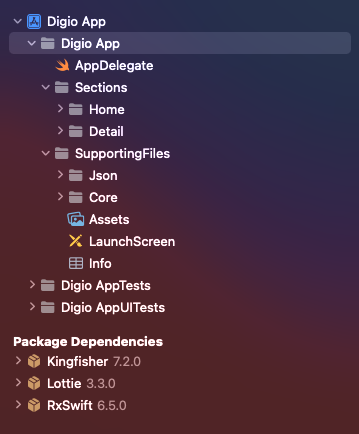 Digio App
Digio App
AppDelegate
Sections
Home
Detail
SupportingFiles
Json
Core
Assets
LaunchScreen
Info
Digio AppTests
Digio AppUITests
Package Dependencies
Kingfisher 7.2.0
Lottie 3.3.0
RxSwift 6.5.0